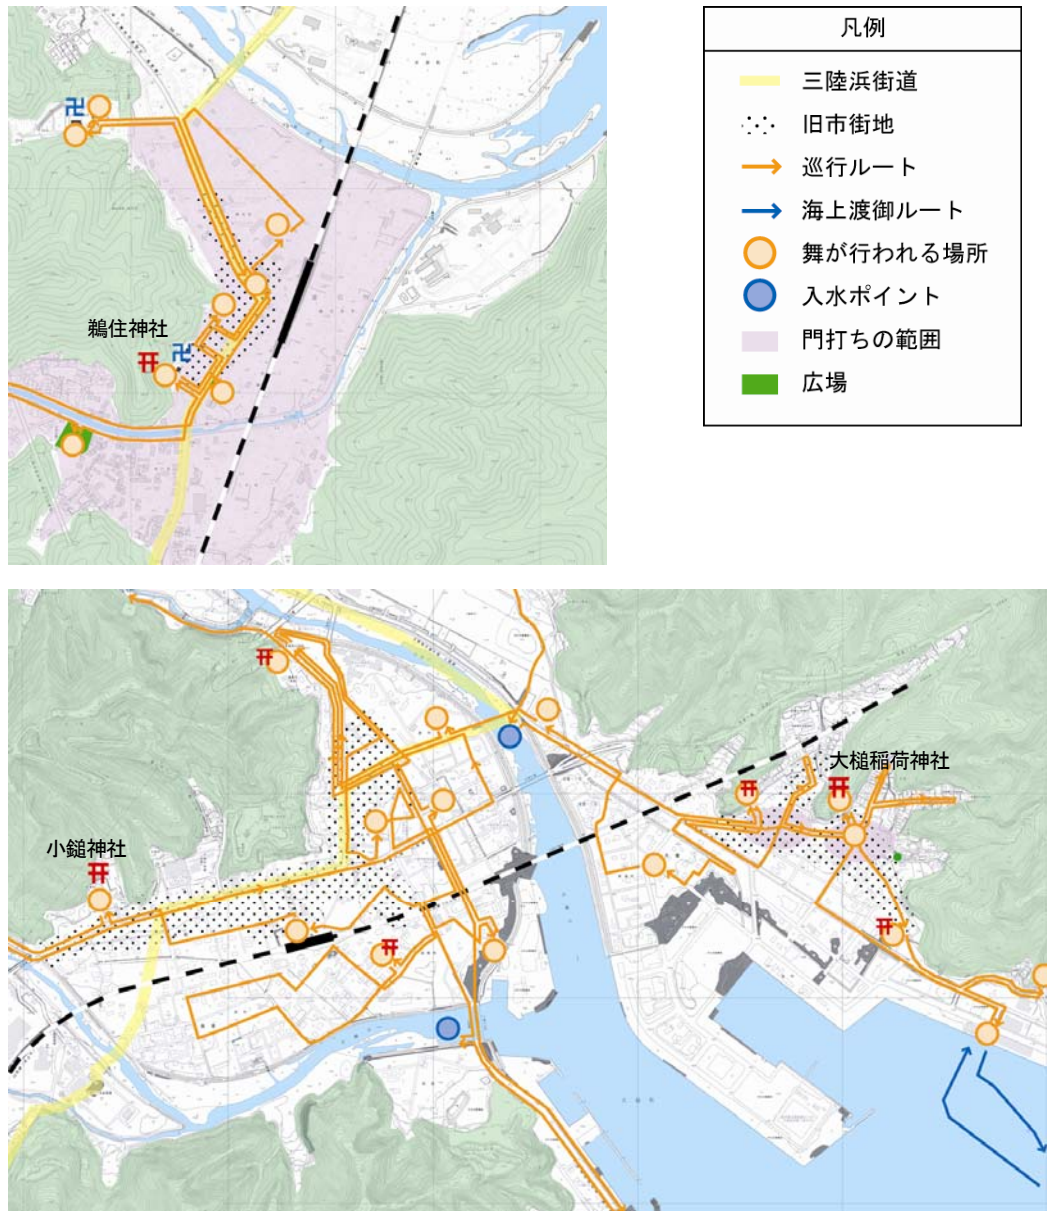 凡例
三陸浜街道
旧市街地
巡行ルート
海上渡御ルート
舞が行われる場所
入水ポイント
門打ちの範囲
広場
鵜住神社
大槌稲荷神社
小鎚神社